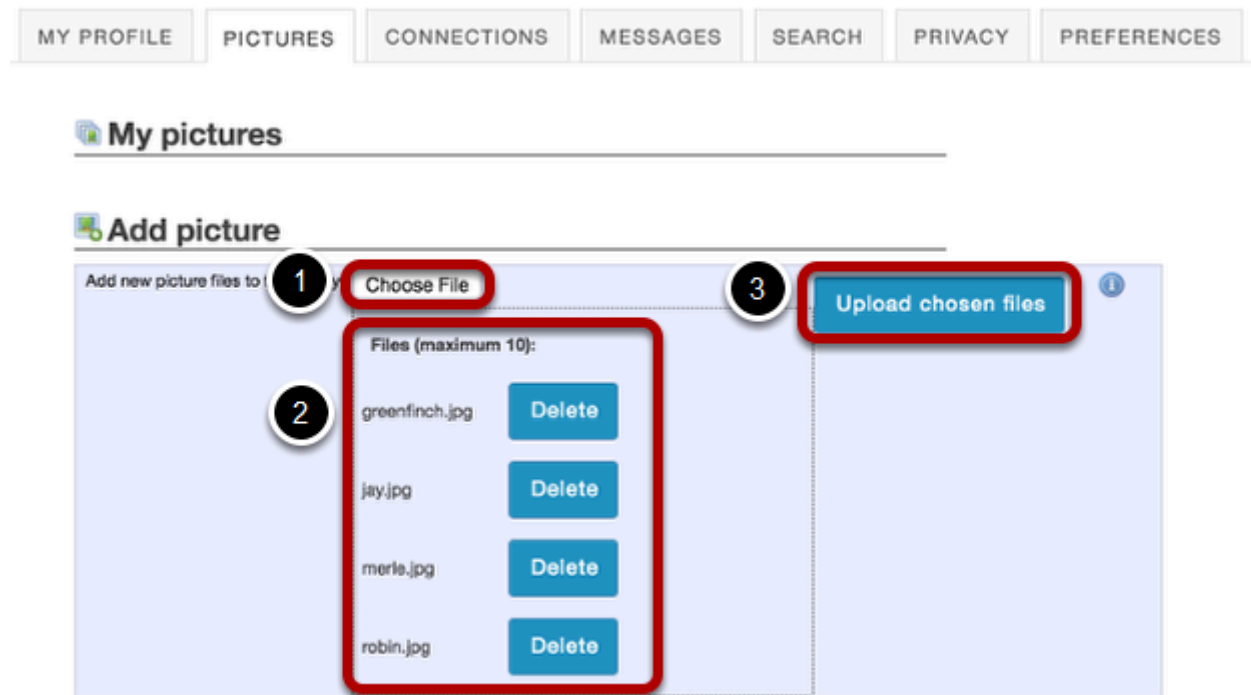 MY PROFILE PICTURES CONNECTIONS MESSAGES SEARCH PRIVACY PREFERENCES
My pictures
Add picture
Add new picture files to y 1 Choose File 3 Upload chosen files
Files (maximum 10):
2 greenfinch.jpg Delete
jay.jpg Delete
merle.jpg Delete
robin.jpg Delete